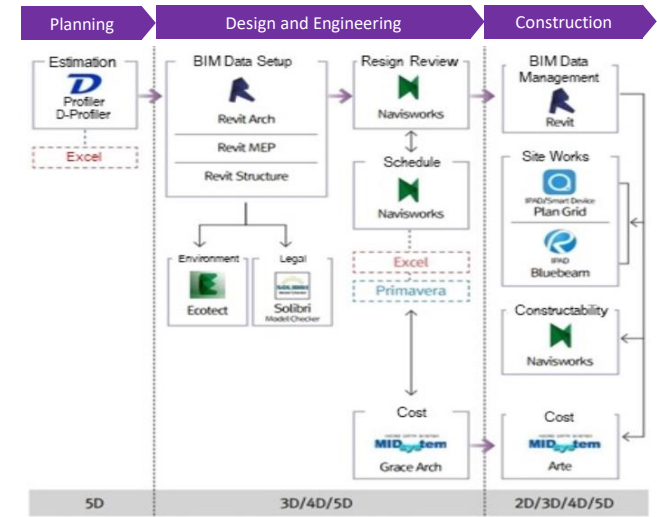 Planning
Design and Engineering
Construction
Estimation
Profiler
D-Profiler
Excel
BIM Data Setup
Revit Arch
Revit MEP
Revit Structure
Environment
Ecotect
Legal
SOLIBRI
Solibri
Model Checker
Resign Review
Navisworks
Schedule
Navisworks
Excel
Primavera
Cost
MIDsystem
Grace Arch
BIM Data
Management
Revit
Site Works
IPAD/Smart Device
Plan Grid
IPAD
Bluebeam
Constructability
Navisworks
Cost
MIDsystem
Arte
5D
3D/4D/5D
2D/3D/4D/5D